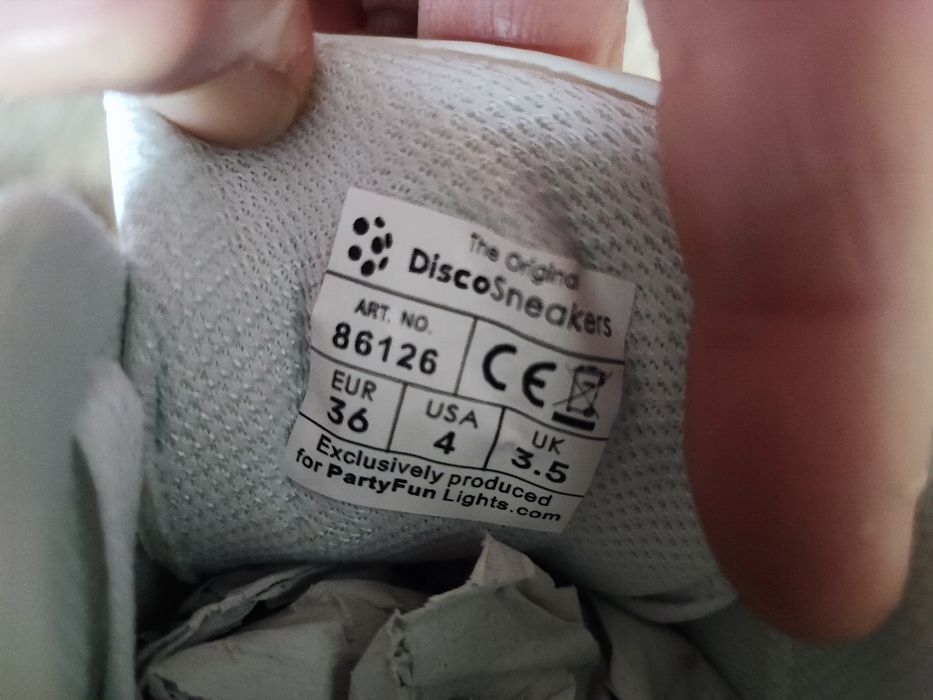 The Original
DiscoSneakers
ART. NO.
86126
CE
EUR
36
USA
4
UK
3.5
Exclusively produced
for PartyFun Lights.com